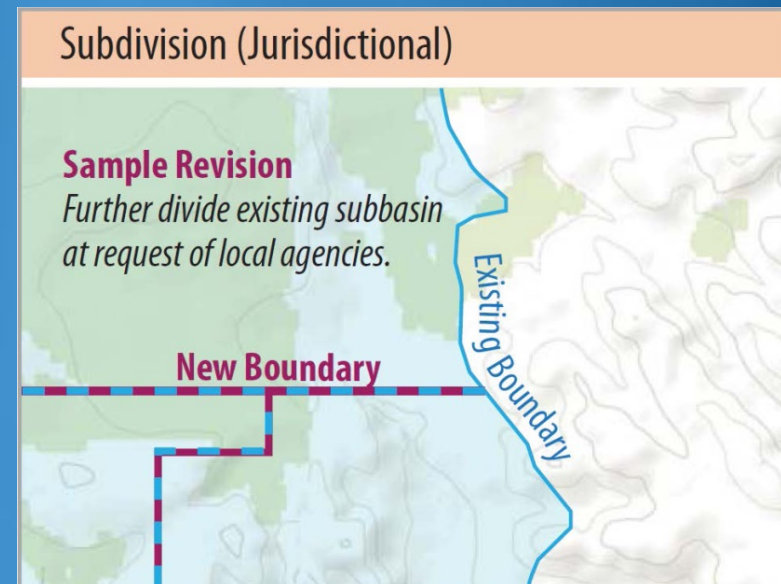 Subdivision (Jurisdictional)
Sample Revision
Further divide existing subbasin
at request of local agencies.
Existing Boundary
New Boundary